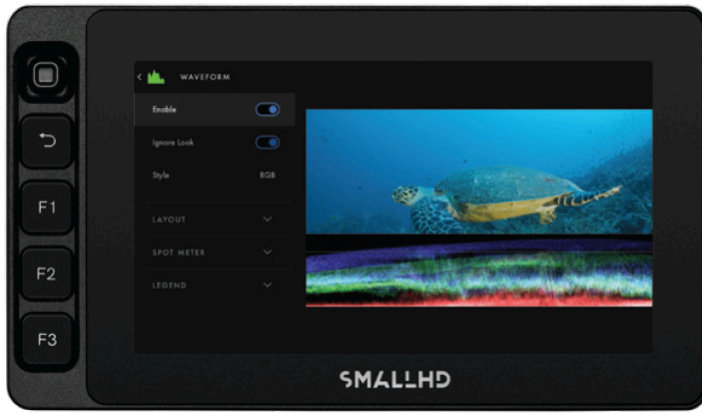 WAVEFORM
Enable
Ignore Look
Style RGB
LAYOUT
SPOT METER
LEGEND
F1
F2
F3
SMALLHD